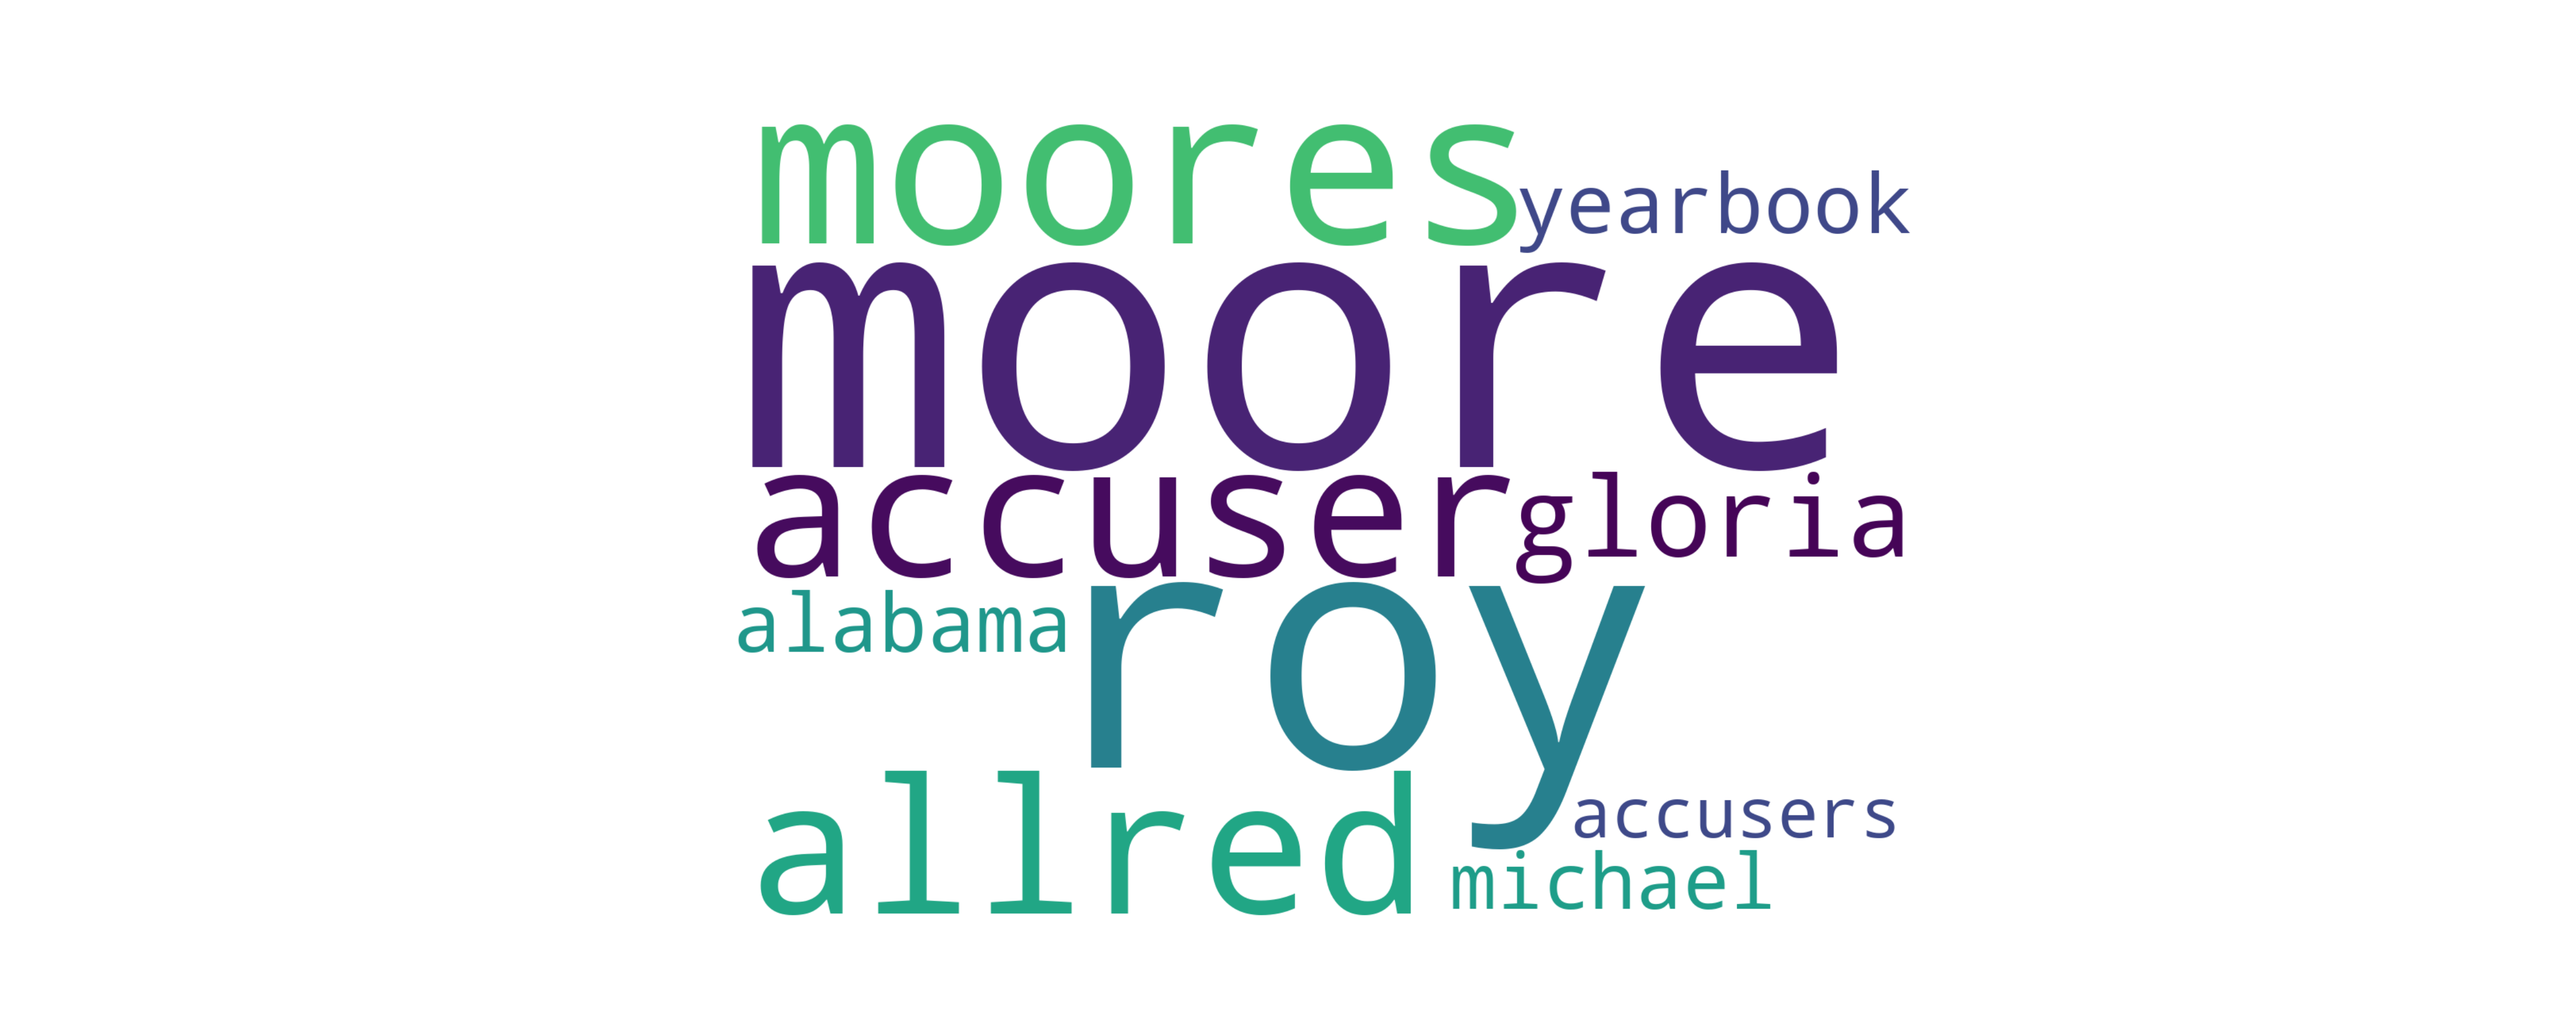 moores
yearbook
moore
accuser
gloria
alabama
roy
allred
accusers
michael